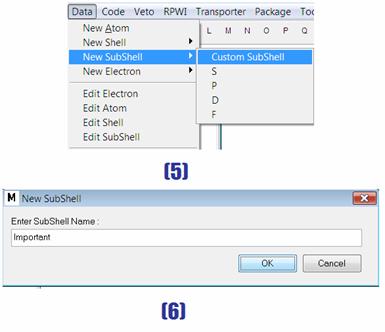 Data Code Veto RPWI Transporter Package
L M N O P Q
New Atom
New Shell
New SubShell
New Electron
Edit Electron
Edit Atom
Edit Shell
Edit SubShell
Custom SubShell
S
P
D
F
(5)
M New SubShell
Enter SubShell Name :
Important
OK Cancel
(6)